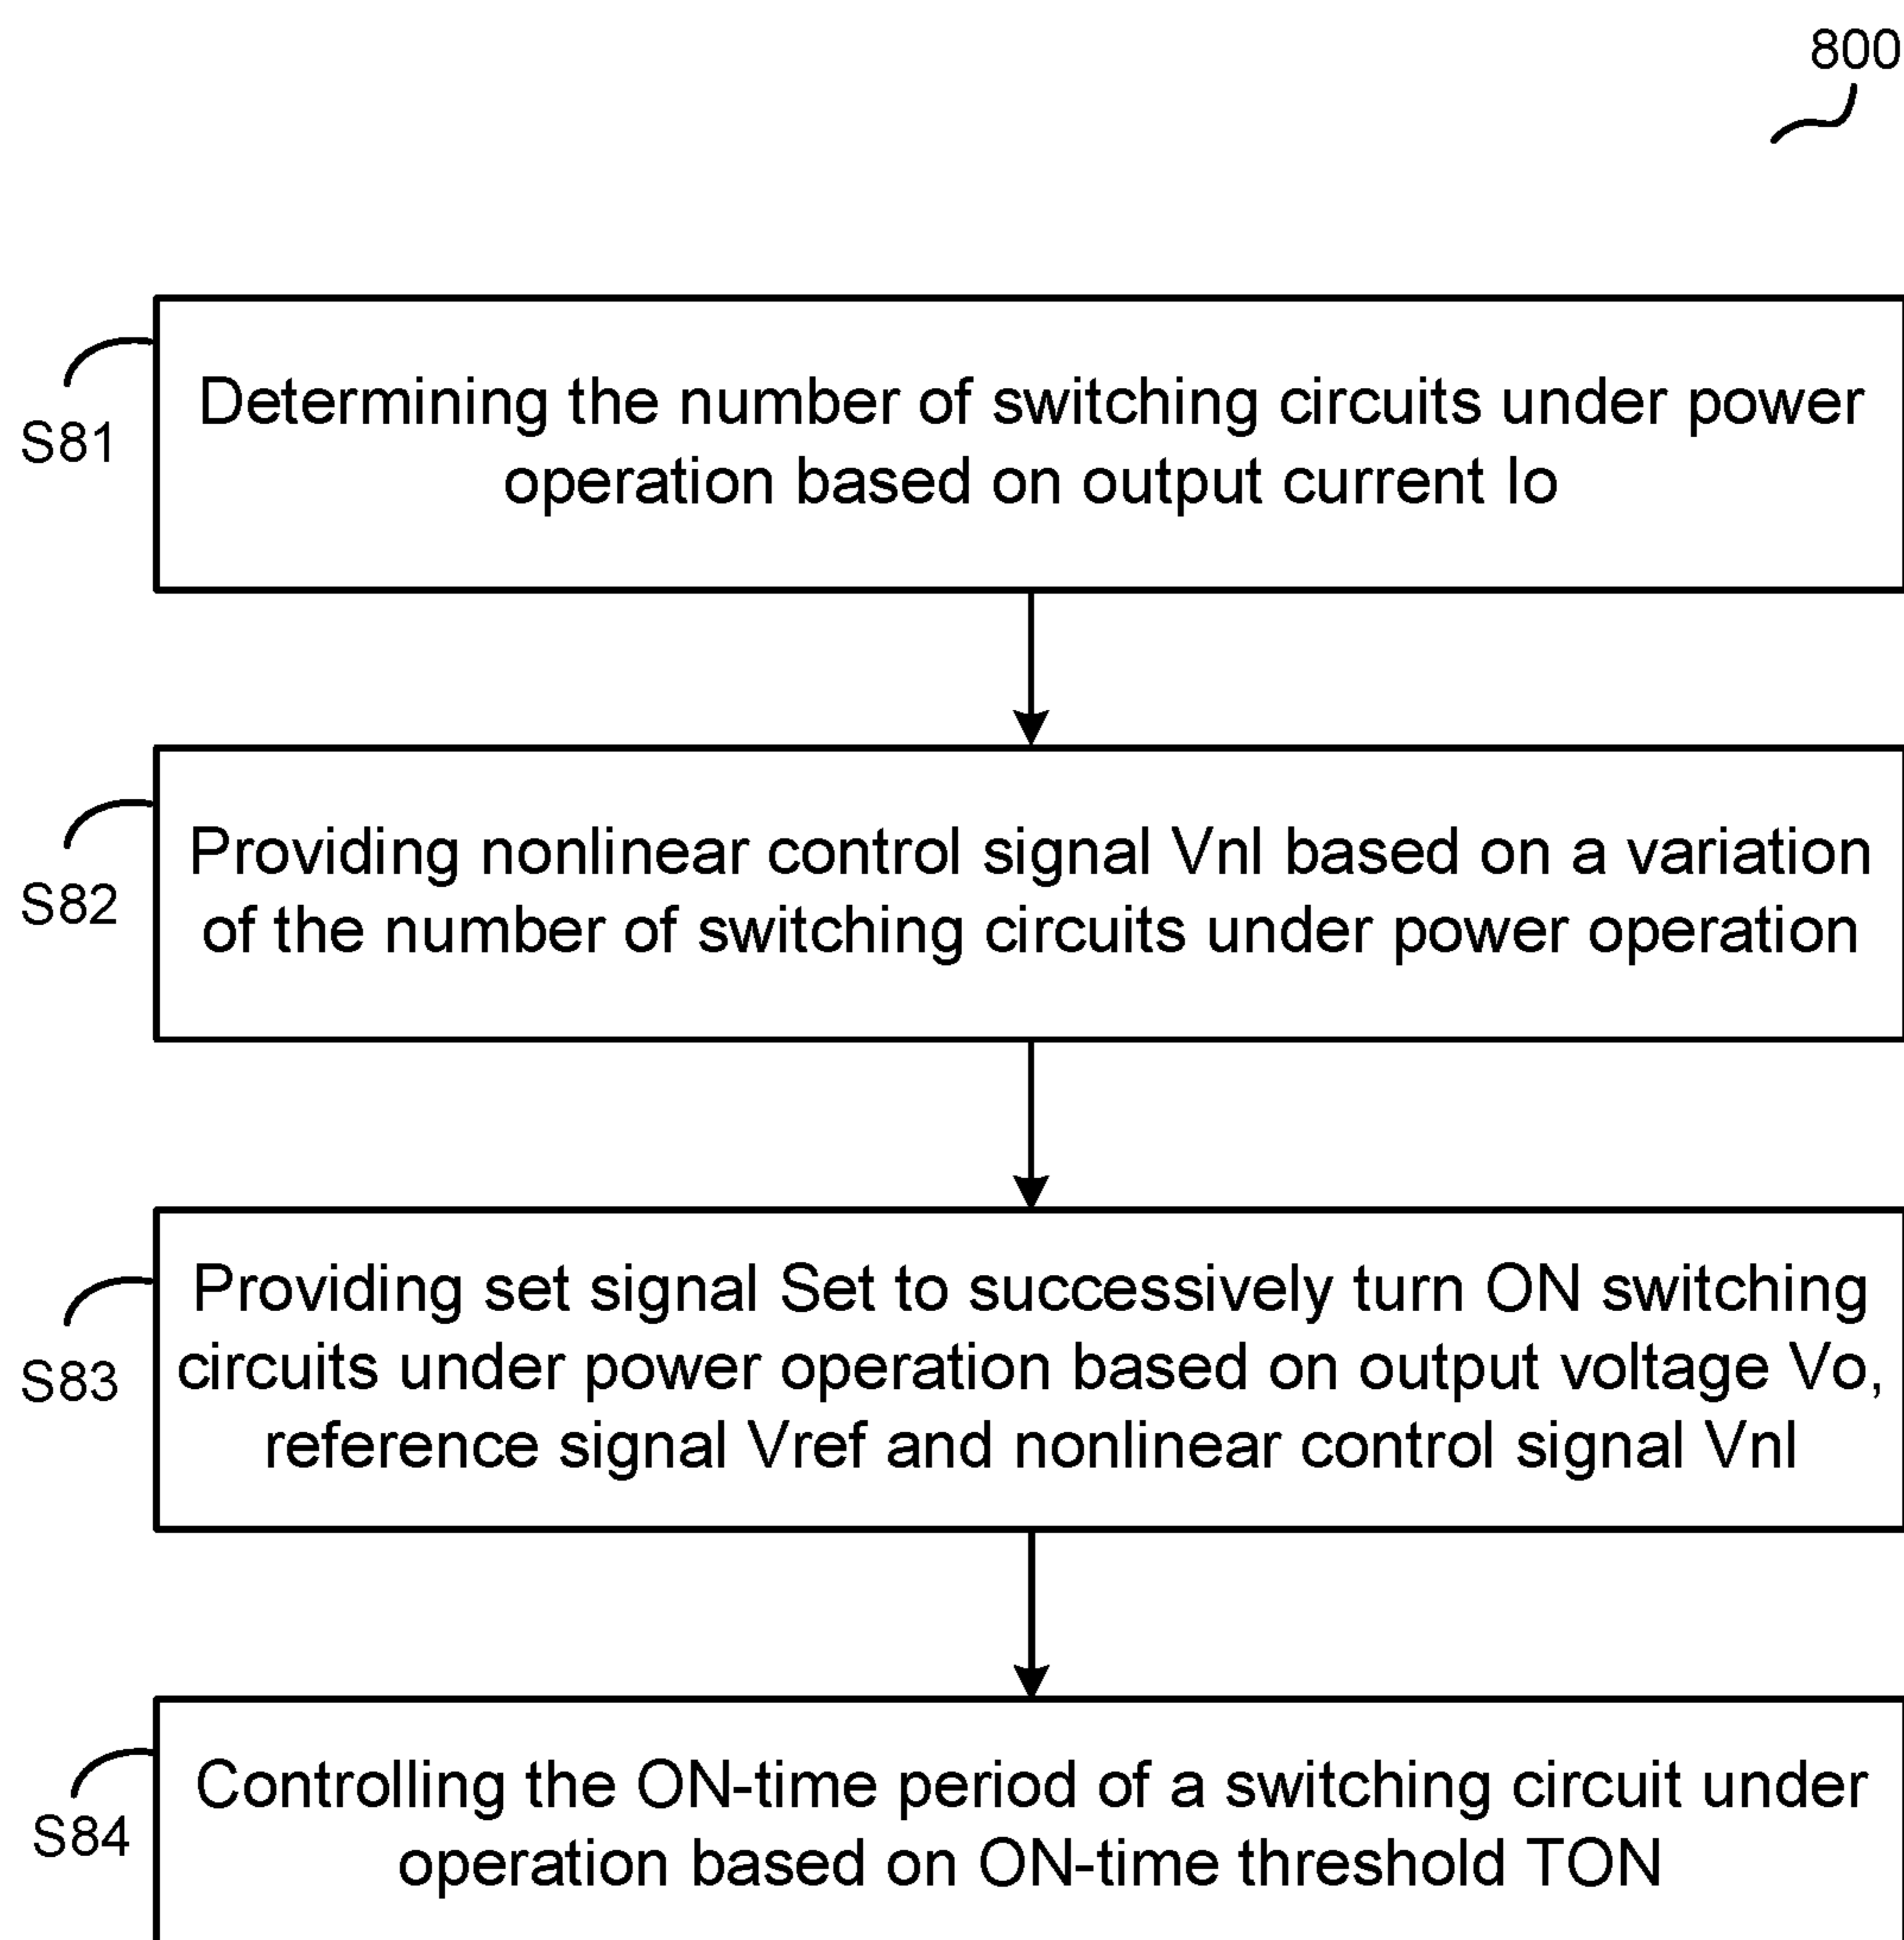 800
S81
Determining the number of switching circuits under power
operation based on output current Io
S82
Providing nonlinear control signal Vnl based on a variation
of the number of switching circuits under power operation
S83
Providing set signal Set to successively turn ON switching
circuits under power operation based on output voltage Vo,
reference signal Vref and nonlinear control signal Vnl
S84
Controlling the ON-time period of a switching circuit under
operation based on ON-time threshold TON